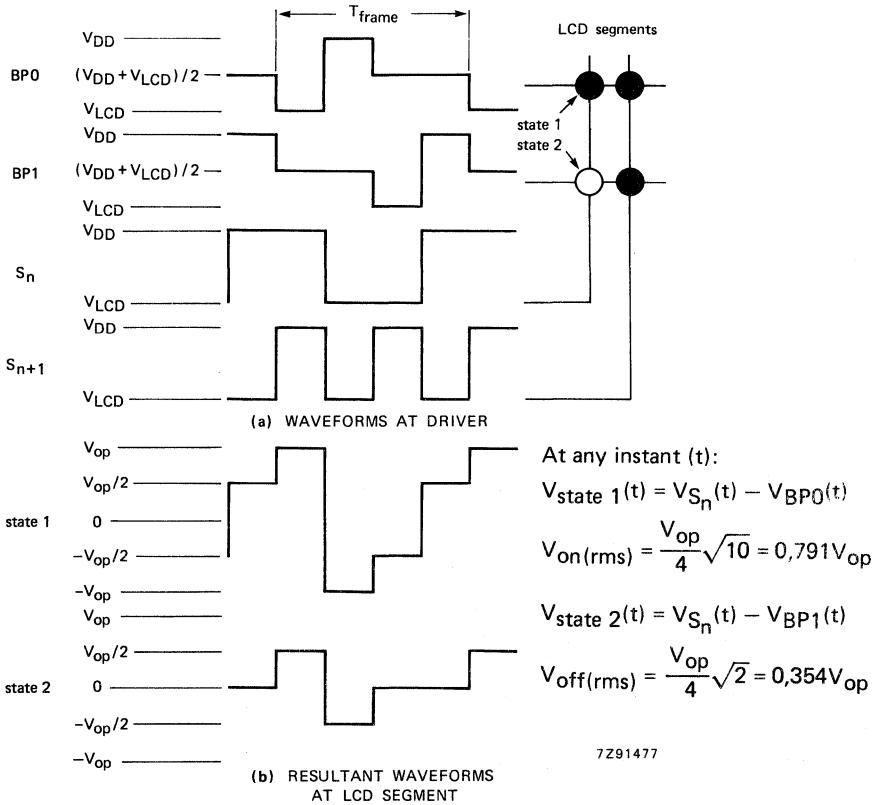 T_frame
LCD segments
BP0
V_DD
(V_DD + V_LCD) / 2
V_LCD
state 1
state 2
BP1
V_DD
(V_DD + V_LCD) / 2
V_LCD
S_n
V_DD
V_LCD
S_n+1
V_DD
V_LCD
(a) WAVEFORMS AT DRIVER
state 1
V_op
V_op/2
0
−V_op/2
−V_op
state 2
V_op
V_op/2
0
−V_op/2
−V_op
(b) RESULTANT WAVEFORMS
AT LCD SEGMENT
At any instant (t):
V_state 1(t) = V_Sn(t) − V_BP0(t)
V_on(rms) = V_op/4 √10 = 0,791V_op
V_state 2(t) = V_Sn(t) − V_BP1(t)
V_off(rms) = V_op/4 √2 = 0,354V_op
7Z91477